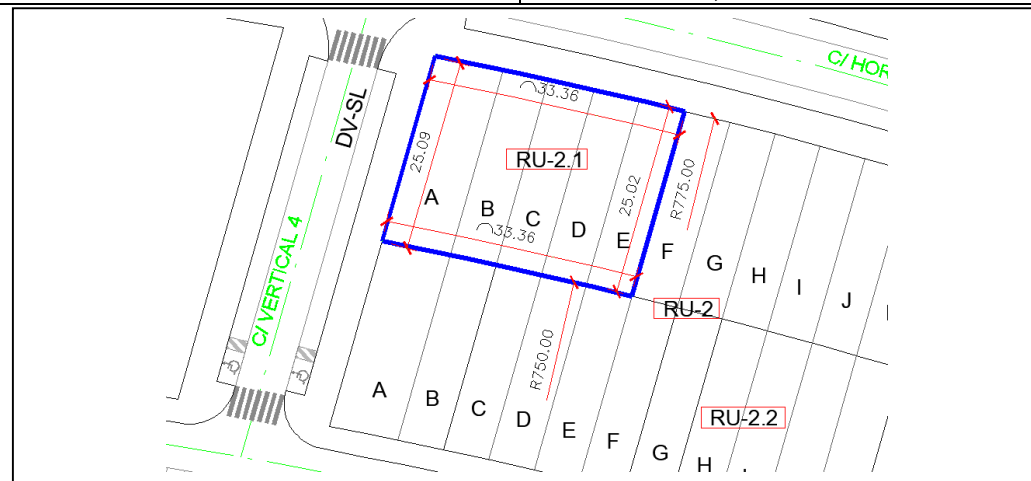 C/ HOR
DV-SL
33.36
25.09
RU-2.1
25.02
R775.00
A
B
C
D
E
F
G
H
I
J
33.36
C/ VERTICAL 4
RU-2
R750.00
A
B
C
D
E
F
G
H
RU-2.2